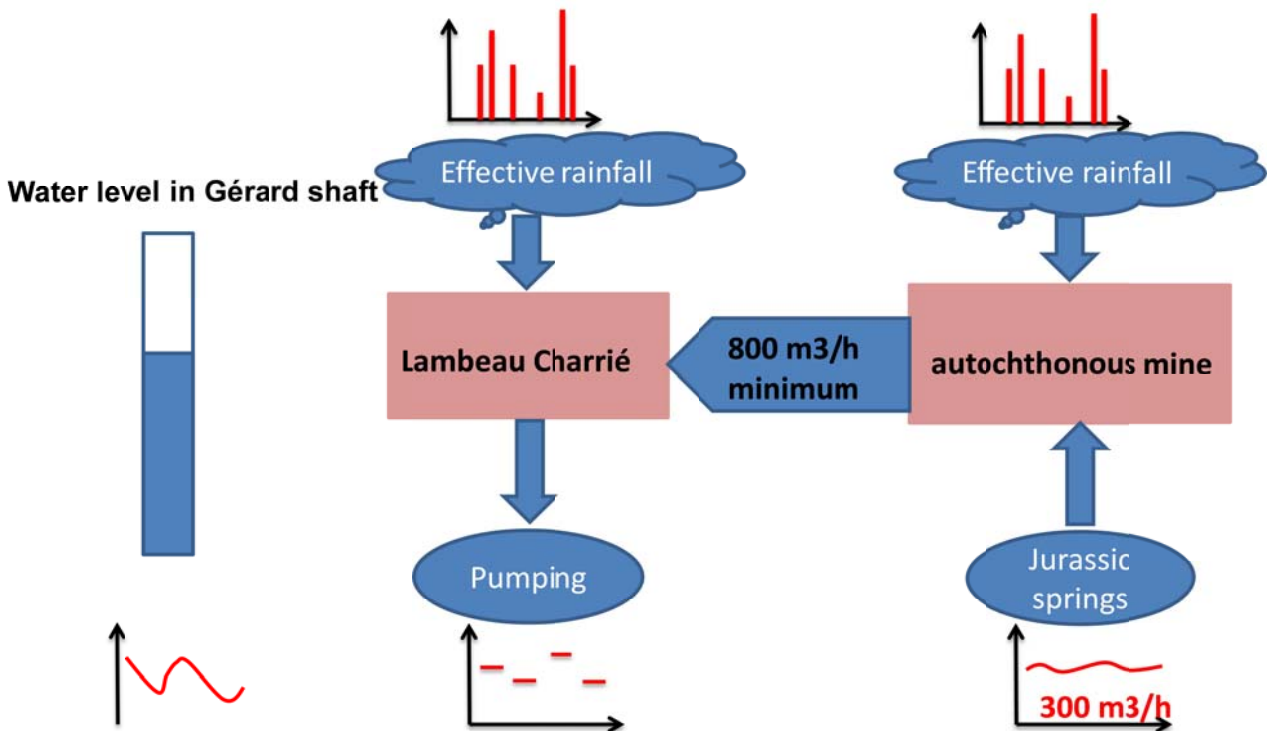 Effective rainfall
Effective rainfall
Water level in Gérard shaft
Lambeau Charrié
800 m3/h
minimum
autochthonous mine
Pumping
Jurassic
springs
300 m3/h